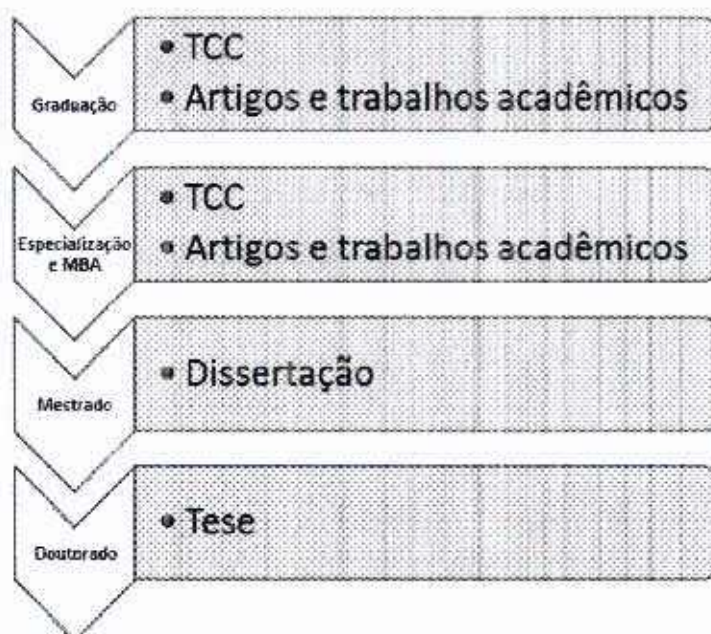 Graduação
• TCC
• Artigos e trabalhos acadêmicos
Especialização
e MBA
• TCC
• Artigos e trabalhos acadêmicos
Mestrado
• Dissertação
Doutorado
• Tese